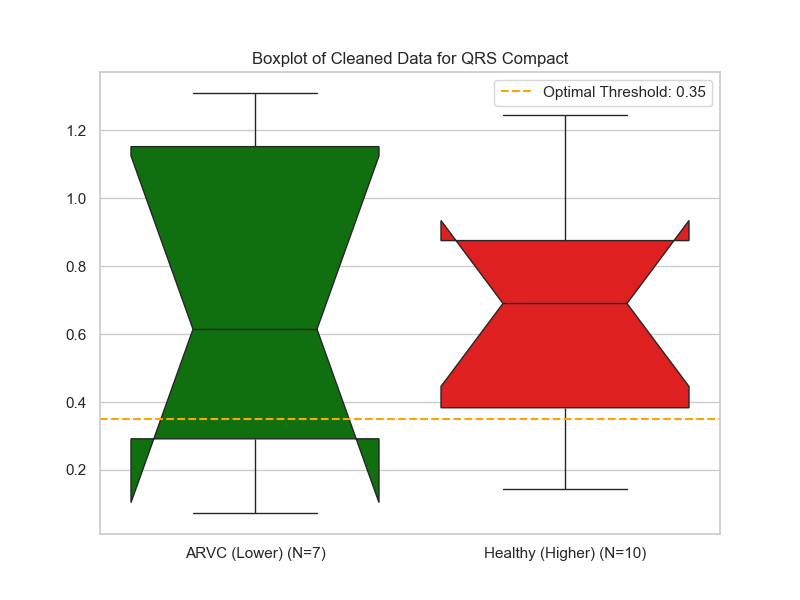 Boxplot of Cleaned Data for QRS Compact
Optimal Threshold: 0.35
1.2
1.0
0.8
0.6
0.4
0.2
ARVC (Lower) (N=7)
Healthy (Higher) (N=10)